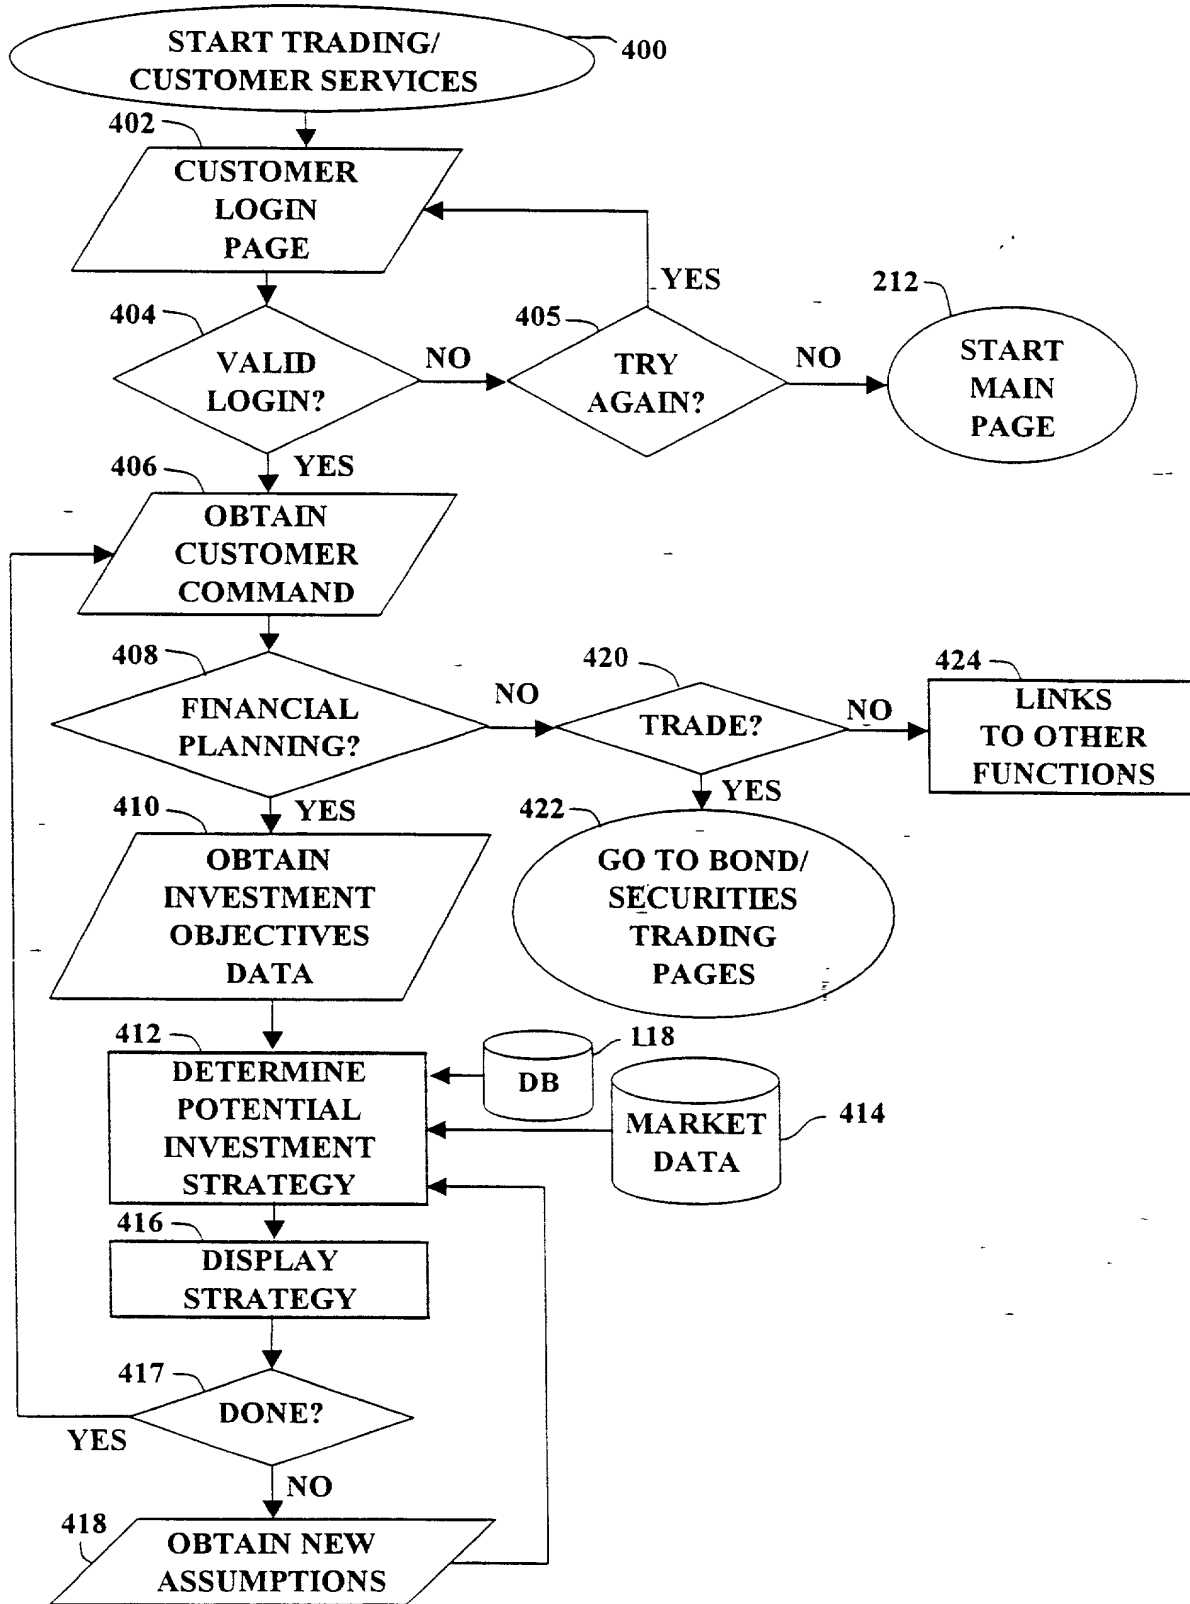 START TRADING/
CUSTOMER SERVICES
400
402
CUSTOMER
LOGIN
PAGE
YES
404
VALID
LOGIN?
NO
405
TRY
AGAIN?
NO
212
START
MAIN
PAGE
YES
406
OBTAIN
CUSTOMER
COMMAND
408
FINANCIAL
PLANNING?
NO
420
TRADE?
NO
424
LINKS
TO OTHER
FUNCTIONS
YES
YES
410
OBTAIN
INVESTMENT
OBJECTIVES
DATA
422
GO TO BOND/
SECURITIES
TRADING
PAGES
412
DETERMINE
POTENTIAL
INVESTMENT
STRATEGY
DB
118
MARKET
DATA
414
416
DISPLAY
STRATEGY
417
DONE?
YES
NO
418
OBTAIN NEW
ASSUMPTIONS